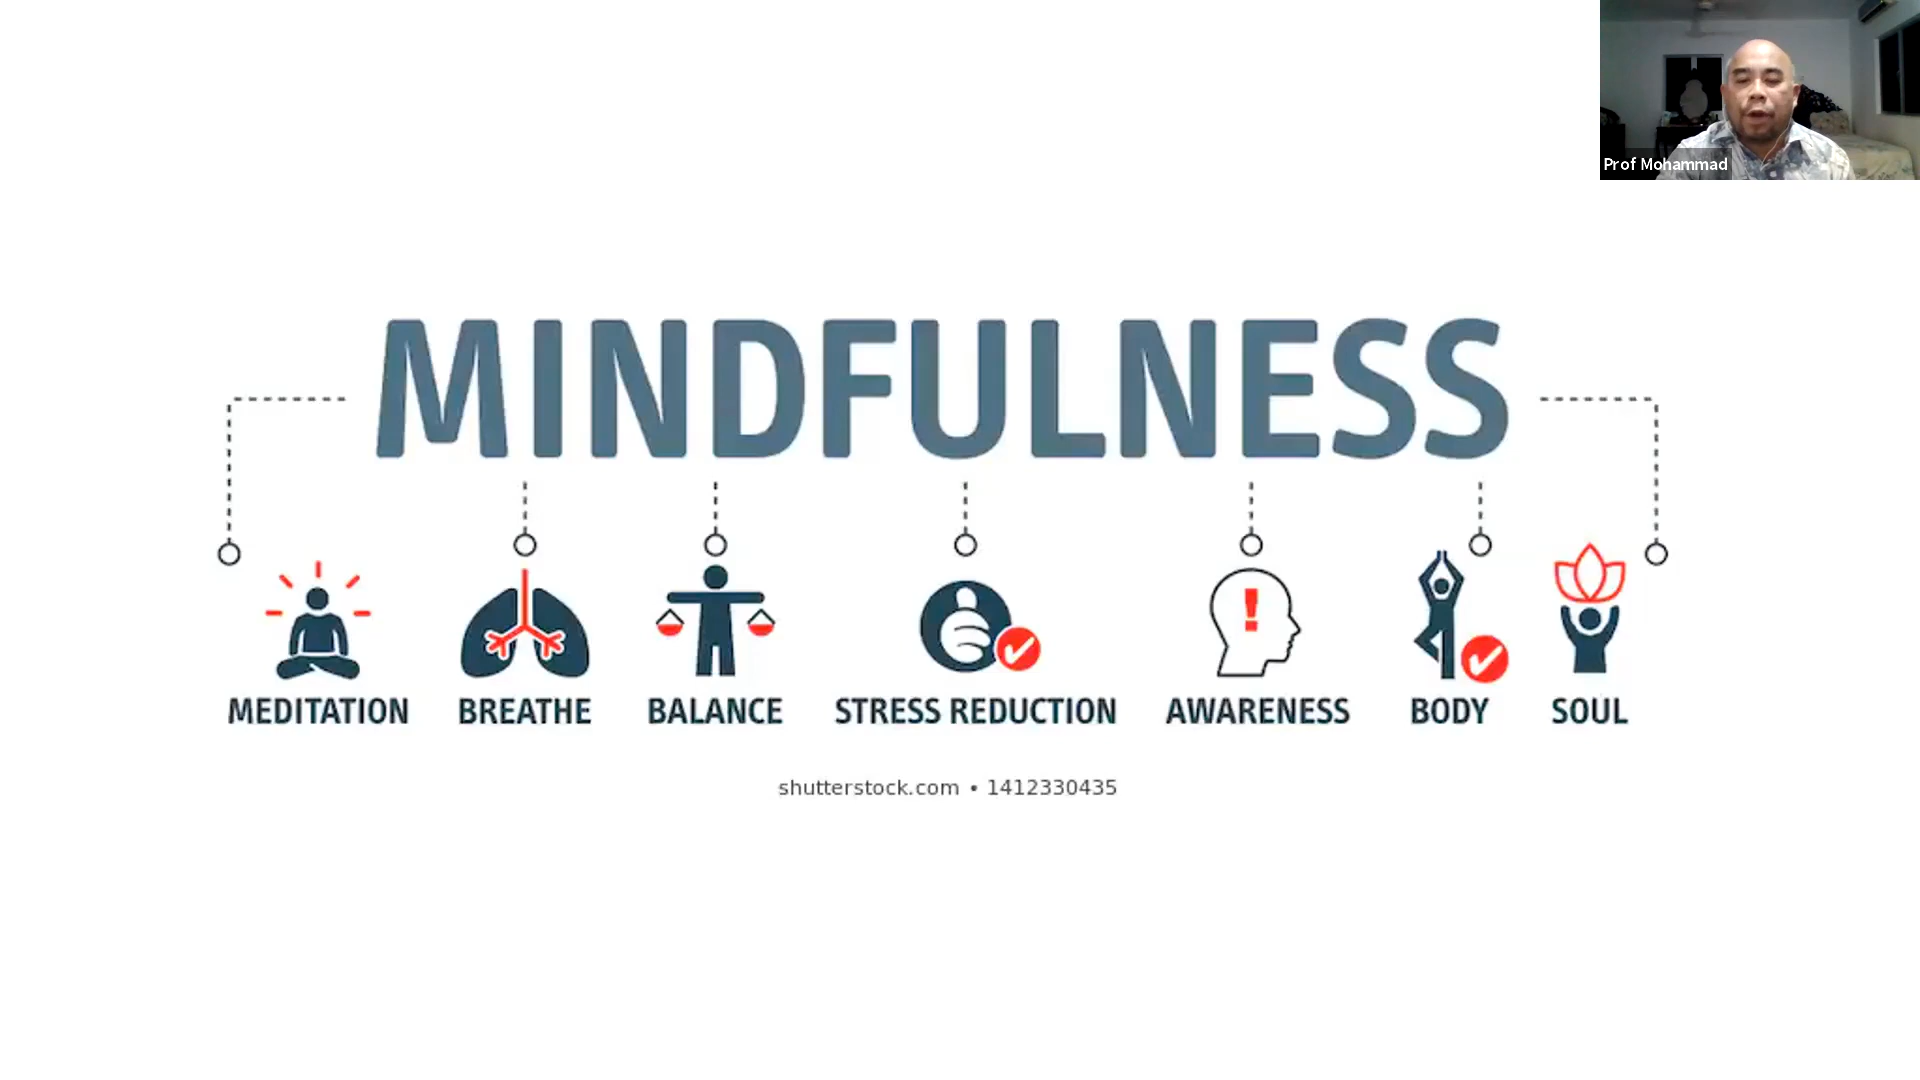 Prof Mohammad
MINDFULNESS
MEDITATION BREATHE BALANCE STRESS REDUCTION AWARENESS BODY SOUL
shutterstock.com • 1412330435